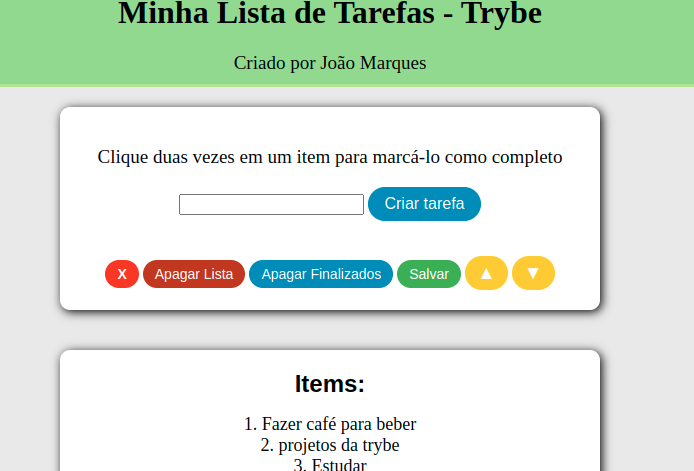 Minha Lista de Tarefas - Trybe
Criado por João Marques
Clique duas vezes em um item para marcá-lo como completo
Criar tarefa
X Apagar Lista Apagar Finalizados Salvar ▲ ▼
Items:
1. Fazer café para beber
2. projetos da trybe
3. Estudar